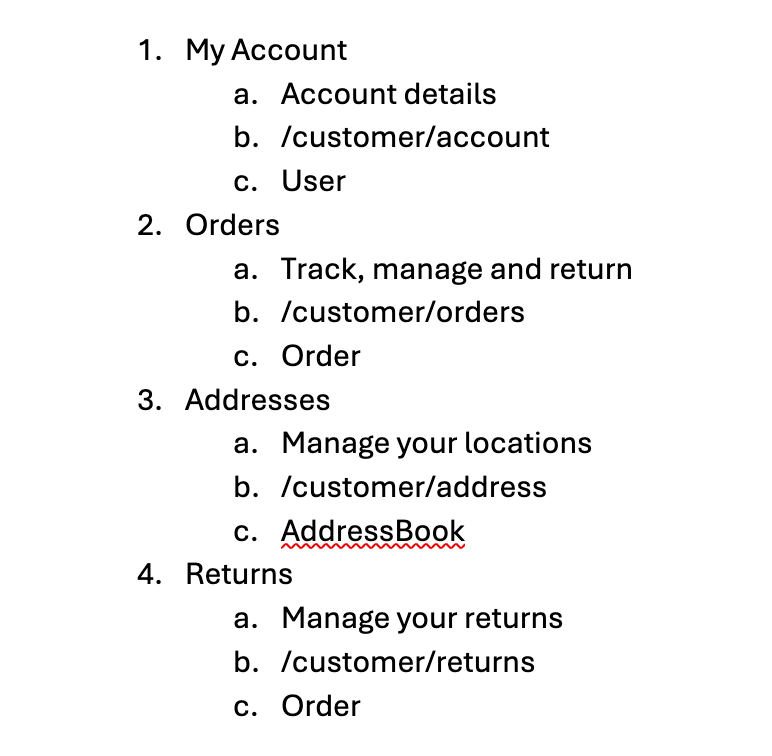 1. My Account
a. Account details
b. /customer/account
c. User
2. Orders
a. Track, manage and return
b. /customer/orders
c. Order
3. Addresses
a. Manage your locations
b. /customer/address
c. AddressBook
4. Returns
a. Manage your returns
b. /customer/returns
c. Order